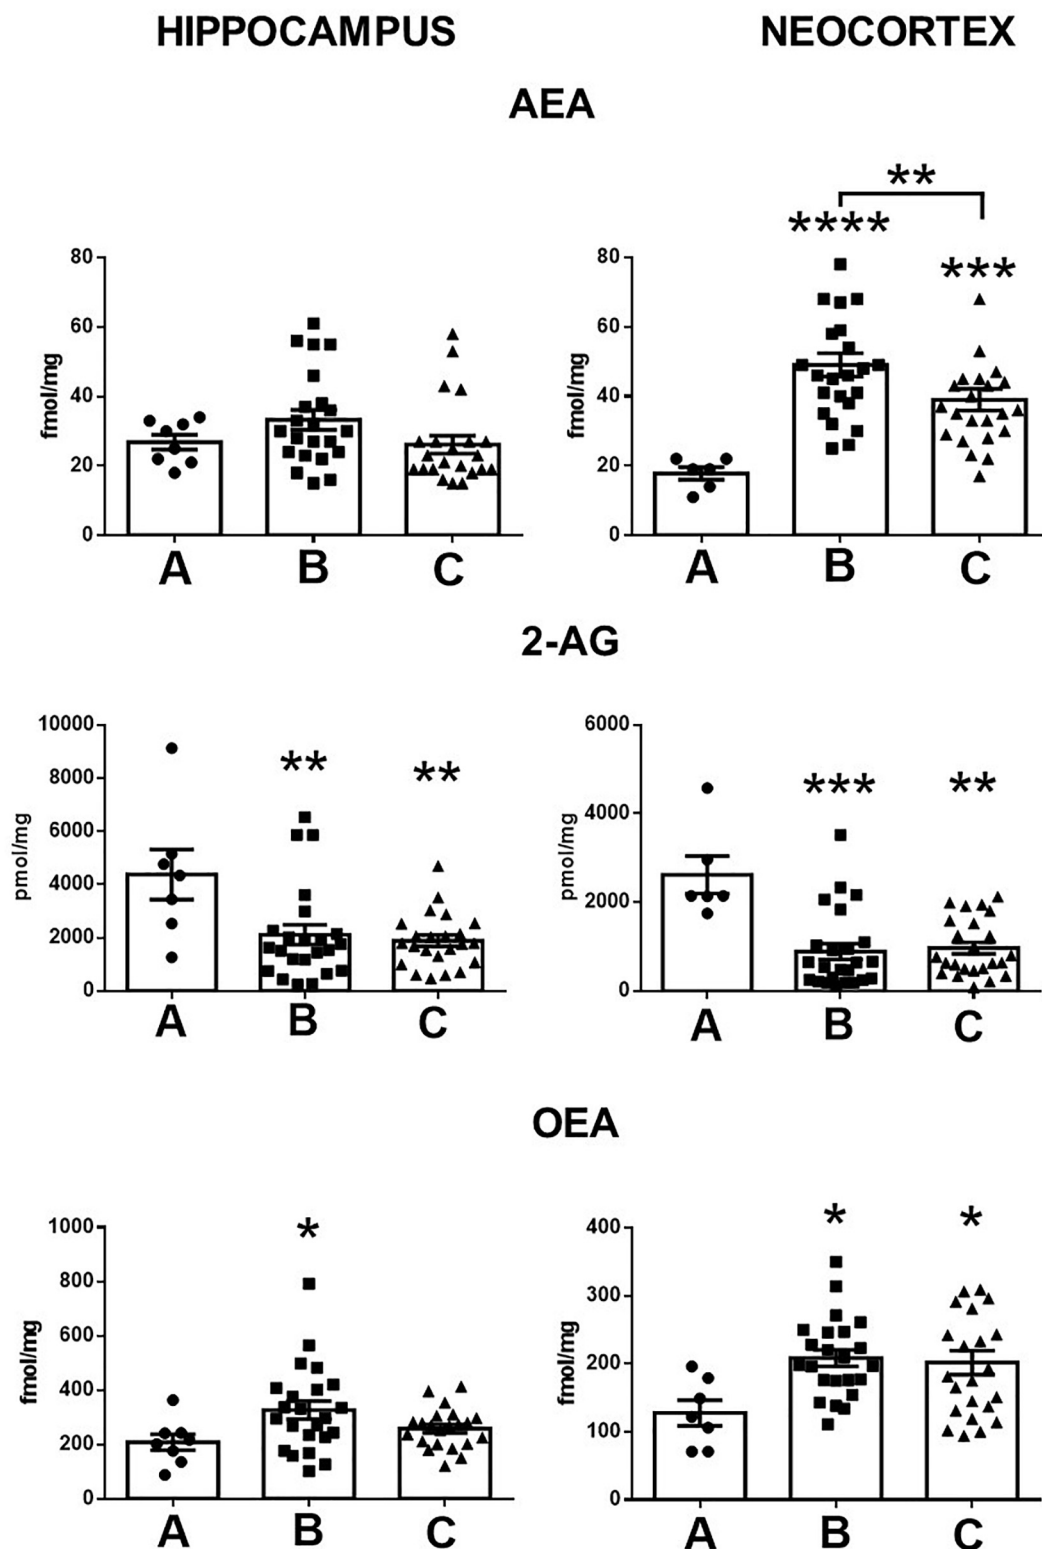 HIPPOCAMPUS NEOCORTEX
AEA
**
**** ***
80 60 40 20 0
fmol/mg
A B C
80 60 40 20 0
fmol/mg
A B C
2-AG
** **
10000 8000 6000 4000 2000 0
pmol/mg
A B C
*** **
6000 4000 2000 0
pmol/mg
A B C
OEA
*
1000 800 600 400 200 0
fmol/mg
A B C
* *
400 300 200 100 0
fmol/mg
A B C